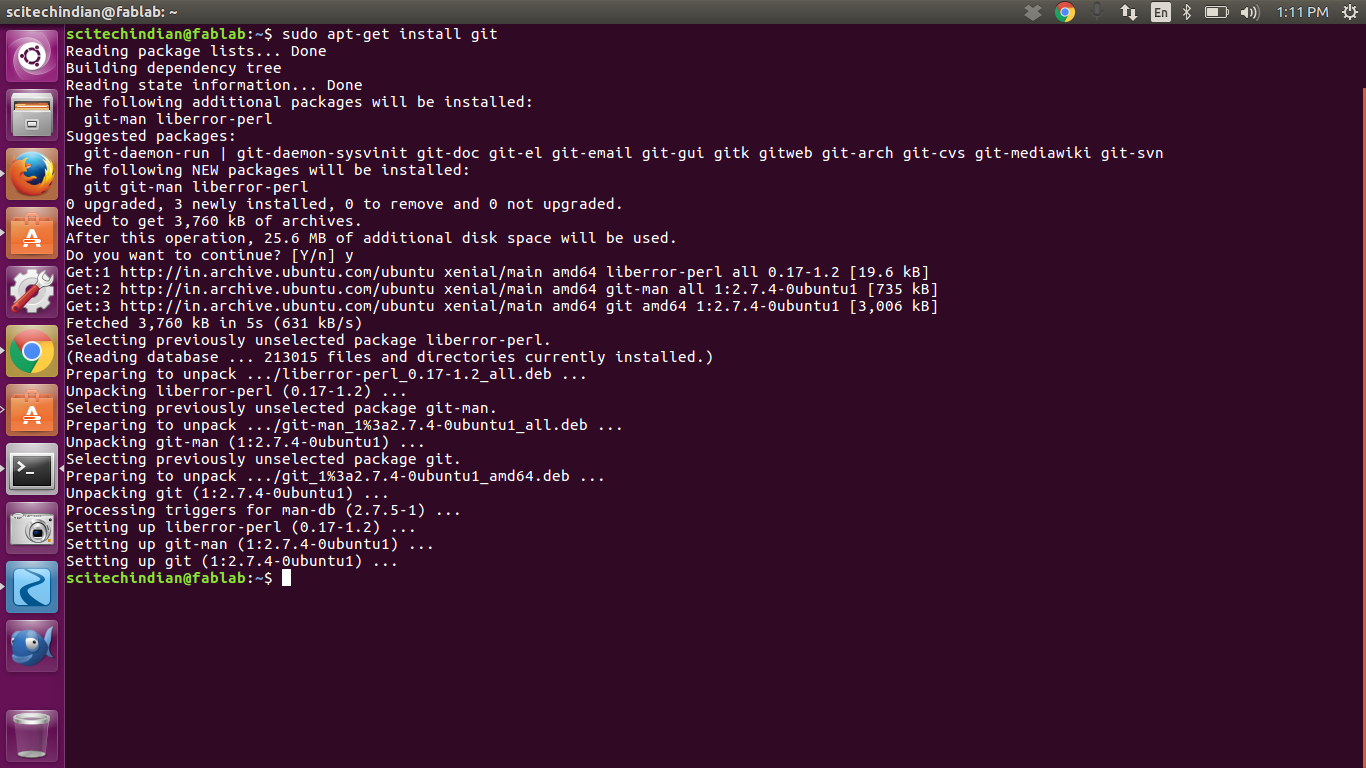 scitechindian@fablab: ~
En
1:11 PM
scitechindian@fablab:~$ sudo apt-get install git
Reading package lists... Done
Building dependency tree
Reading state information... Done
The following additional packages will be installed:
  git-man liberror-perl
Suggested packages:
  git-daemon-run | git-daemon-sysvinit git-doc git-el git-email git-gui gitk gitweb git-arch git-cvs git-mediawiki git-svn
The following NEW packages will be installed:
  git git-man liberror-perl
0 upgraded, 3 newly installed, 0 to remove and 0 not upgraded.
Need to get 3,760 kB of archives.
After this operation, 25.6 MB of additional disk space will be used.
Do you want to continue? [Y/n] y
Get:1 http://in.archive.ubuntu.com/ubuntu xenial/main amd64 liberror-perl all 0.17-1.2 [19.6 kB]
Get:2 http://in.archive.ubuntu.com/ubuntu xenial/main amd64 git-man all 1:2.7.4-0ubuntu1 [735 kB]
Get:3 http://in.archive.ubuntu.com/ubuntu xenial/main amd64 git amd64 1:2.7.4-0ubuntu1 [3,006 kB]
Fetched 3,760 kB in 5s (631 kB/s)
Selecting previously unselected package liberror-perl.
(Reading database ... 213015 files and directories currently installed.)
Preparing to unpack .../liberror-perl_0.17-1.2_all.deb ...
Unpacking liberror-perl (0.17-1.2) ...
Selecting previously unselected package git-man.
Preparing to unpack .../git-man_1%3a2.7.4-0ubuntu1_all.deb ...
Unpacking git-man (1:2.7.4-0ubuntu1) ...
Selecting previously unselected package git.
Preparing to unpack .../git_1%3a2.7.4-0ubuntu1_amd64.deb ...
Unpacking git (1:2.7.4-0ubuntu1) ...
Processing triggers for man-db (2.7.5-1) ...
Setting up liberror-perl (0.17-1.2) ...
Setting up git-man (1:2.7.4-0ubuntu1) ...
Setting up git (1:2.7.4-0ubuntu1) ...
scitechindian@fablab:~$